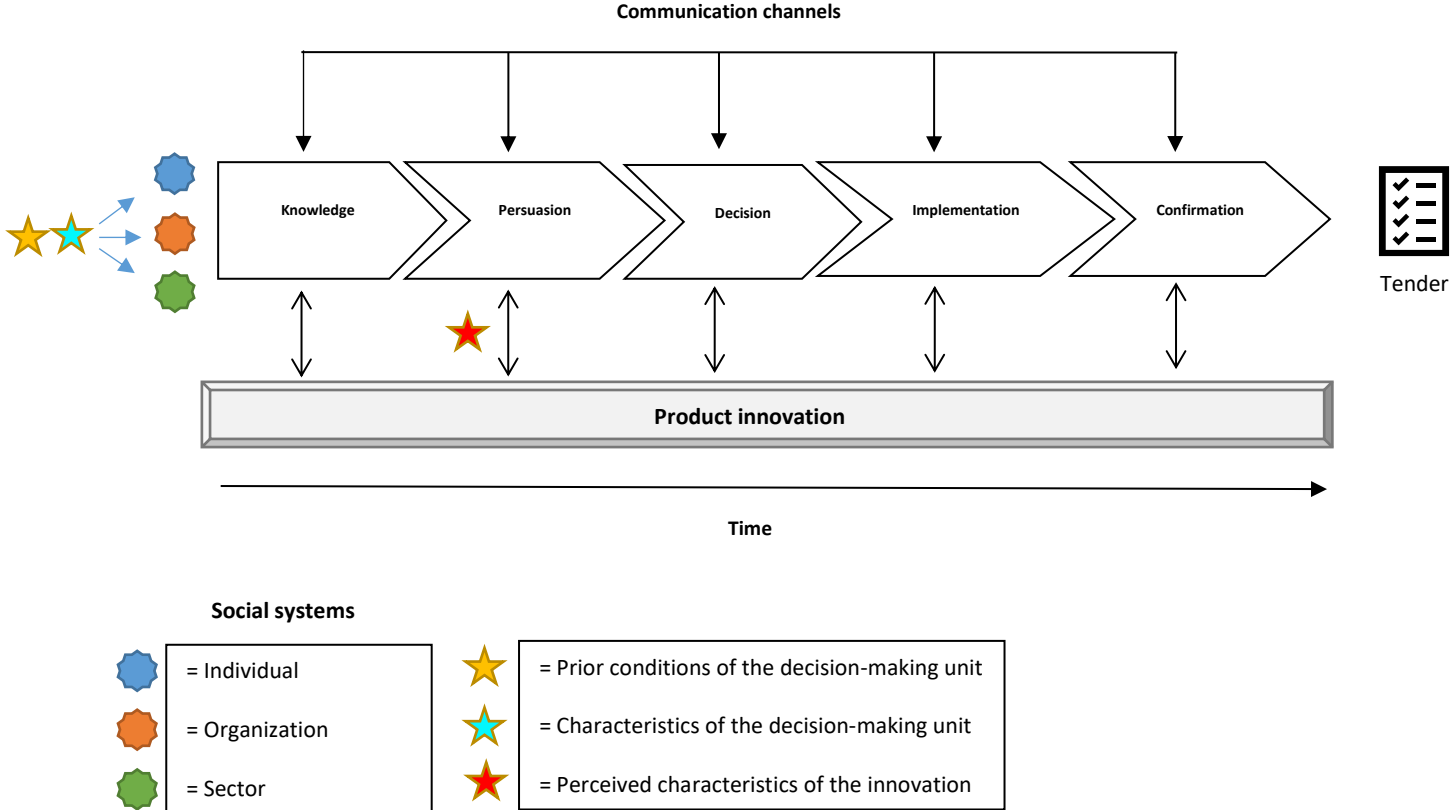 Communication channels
Knowledge
Persuasion
Decision
Implementation
Confirmation
Tender
Product innovation
Time
Social systems
= Individual
= Organization
= Sector
= Prior conditions of the decision-making unit
= Characteristics of the decision-making unit
= Perceived characteristics of the innovation